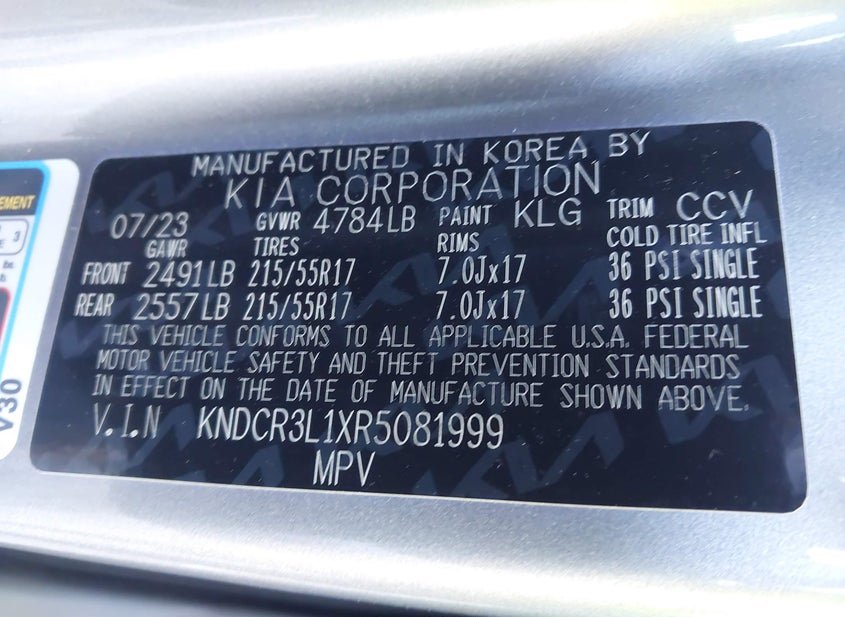 MANUFACTURED IN KOREA BY
KIA CORPORATION
07/23 GVWR 4784LB PAINT KLG TRIM CCV
GAWR TIRES RIMS COLD TIRE INFL
FRONT 2491LB 215/55R17 7.0Jx17 36 PSI SINGLE
REAR 2557LB 215/55R17 7.0Jx17 36 PSI SINGLE
THIS VEHICLE CONFORMS TO ALL APPLICABLE U.S.A. FEDERAL
MOTOR VEHICLE SAFETY AND THEFT PREVENTION STANDARDS
IN EFFECT ON THE DATE OF MANUFACTURE SHOWN ABOVE.
V.I.N KNDCR3L1XR5081999
MPV
EMENT
3
V30